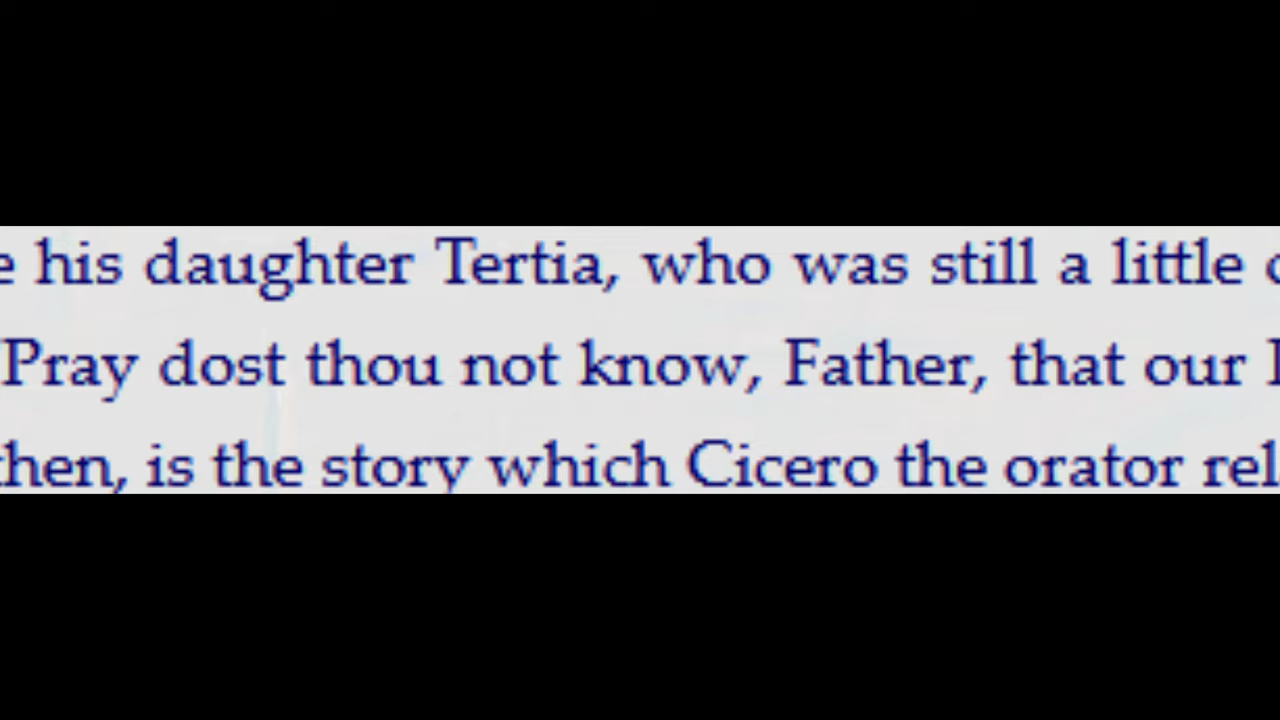 his daughter Tertia, who was still a little
Pray dost thou not know, Father, that our
then, is the story which Cicero the orator